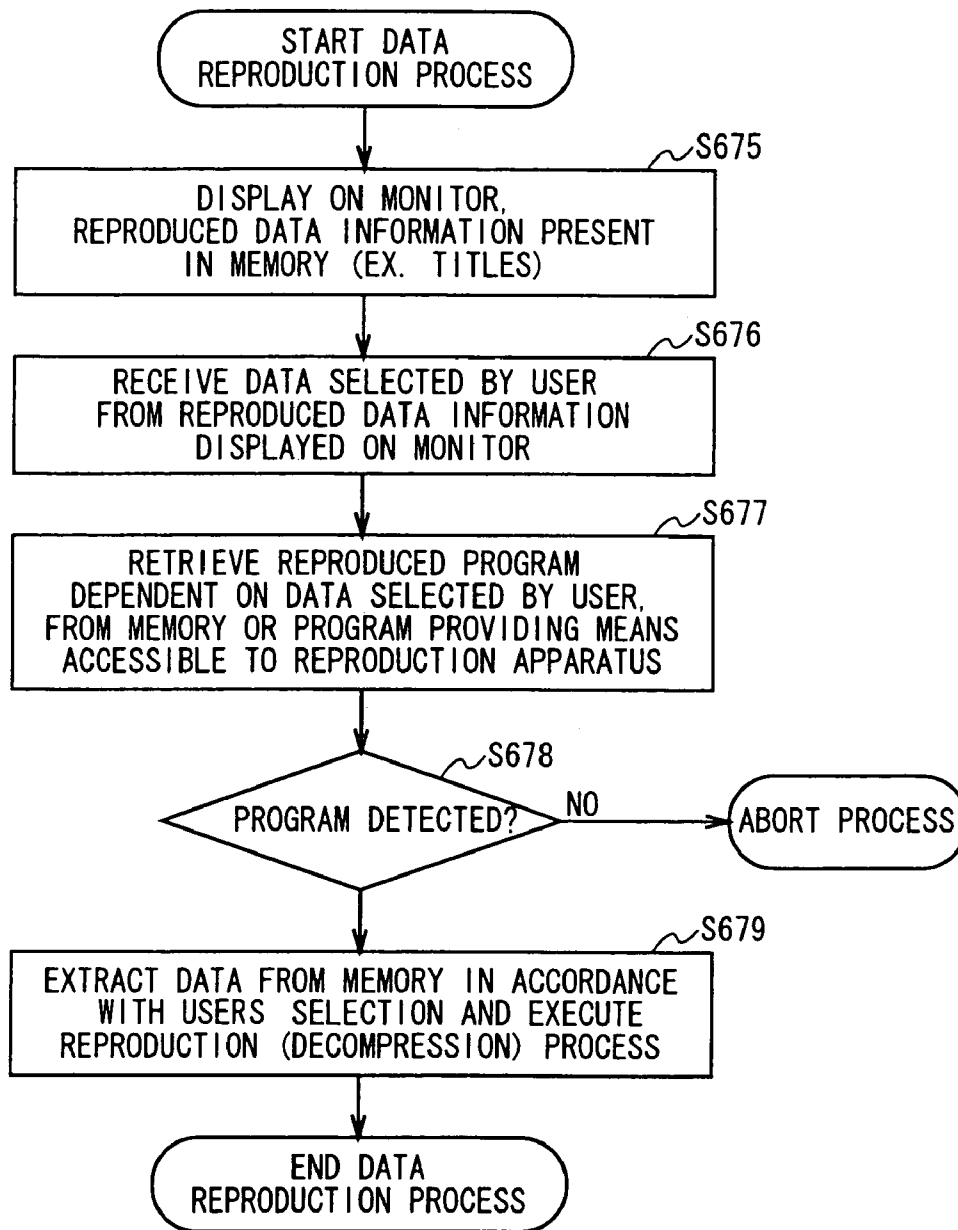 START DATA
REPRODUCTION PROCESS
S675
DISPLAY ON MONITOR,
REPRODUCED DATA INFORMATION PRESENT
IN MEMORY (EX. TITLES)
S676
RECEIVE DATA SELECTED BY USER
FROM REPRODUCED DATA INFORMATION
DISPLAYED ON MONITOR
S677
RETRIEVE REPRODUCED PROGRAM
DEPENDENT ON DATA SELECTED BY USER,
FROM MEMORY OR PROGRAM PROVIDING MEANS
ACCESSIBLE TO REPRODUCTION APPARATUS
S678
PROGRAM DETECTED?
NO
ABORT PROCESS
S679
EXTRACT DATA FROM MEMORY IN ACCORDANCE
WITH USERS SELECTION AND EXECUTE
REPRODUCTION (DECOMPRESSION) PROCESS
END DATA
REPRODUCTION PROCESS